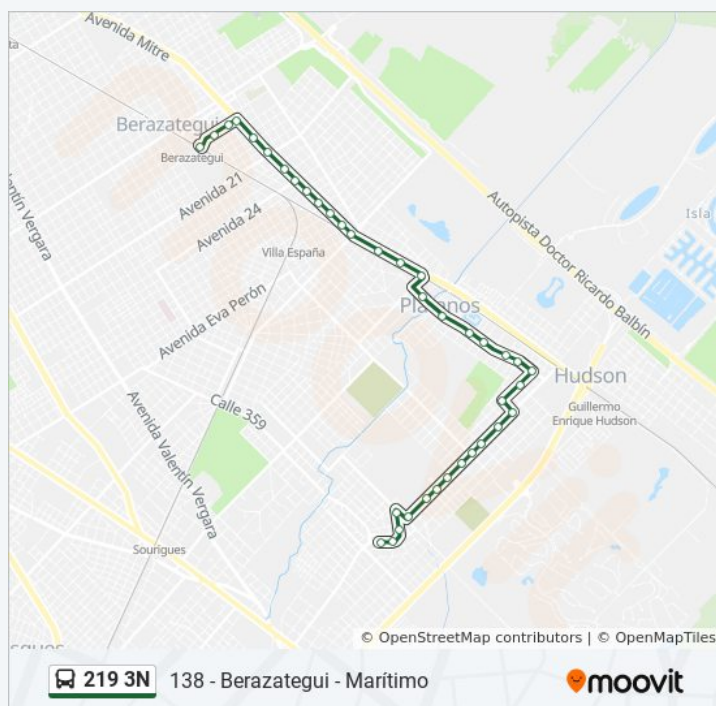 Avenida Mitre
Berazategui
Berazategui
Avenida 21
Avenida 24
Villa España
Valentín Vergara
Autopista Doctor Ricardo Balbín
Isla
Plátanos
Avenida Eva Perón
Hudson
Guillermo
Enrique Hudson
Calle 359
Avenida Valentín Vergara
Sourigues
© OpenStreetMap contributors | © OpenMapTiles
219 3N
138 - Berazategui - Marítimo
moovit